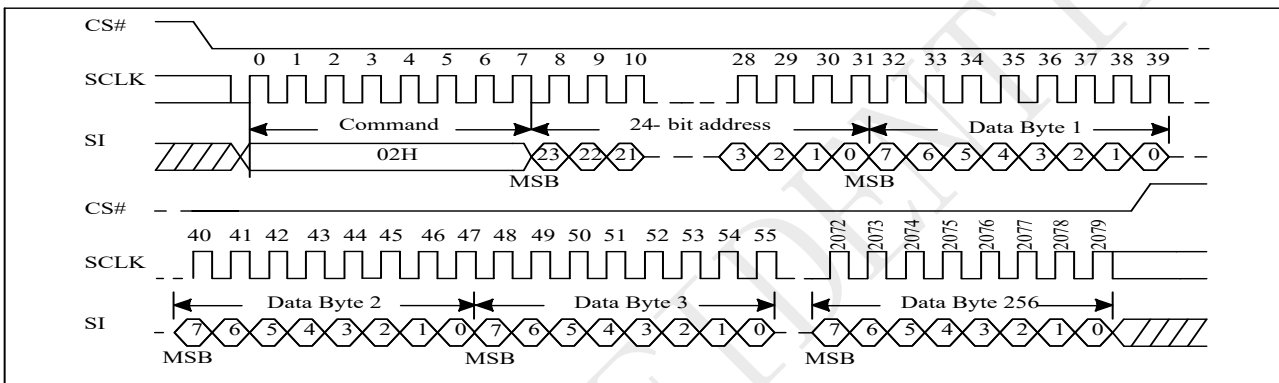 CS#
0 1 2 3 4 5 6 7 8 9 10 28 29 30 31 32 33 34 35 36 37 38 39
SCLK
Command 24- bit address Data Byte 1
SI
02H 23 22 21 3 2 1 0 7 6 5 4 3 2 1 0
MSB MSB
CS#
40 41 42 43 44 45 46 47 48 49 50 51 52 53 54 55 2072 2073 2074 2075 2076 2077 2078 2079
SCLK
Data Byte 2 Data Byte 3 Data Byte 256
SI
7 6 5 4 3 2 1 0 7 6 5 4 3 2 1 0 7 6 5 4 3 2 1 0
MSB MSB MSB